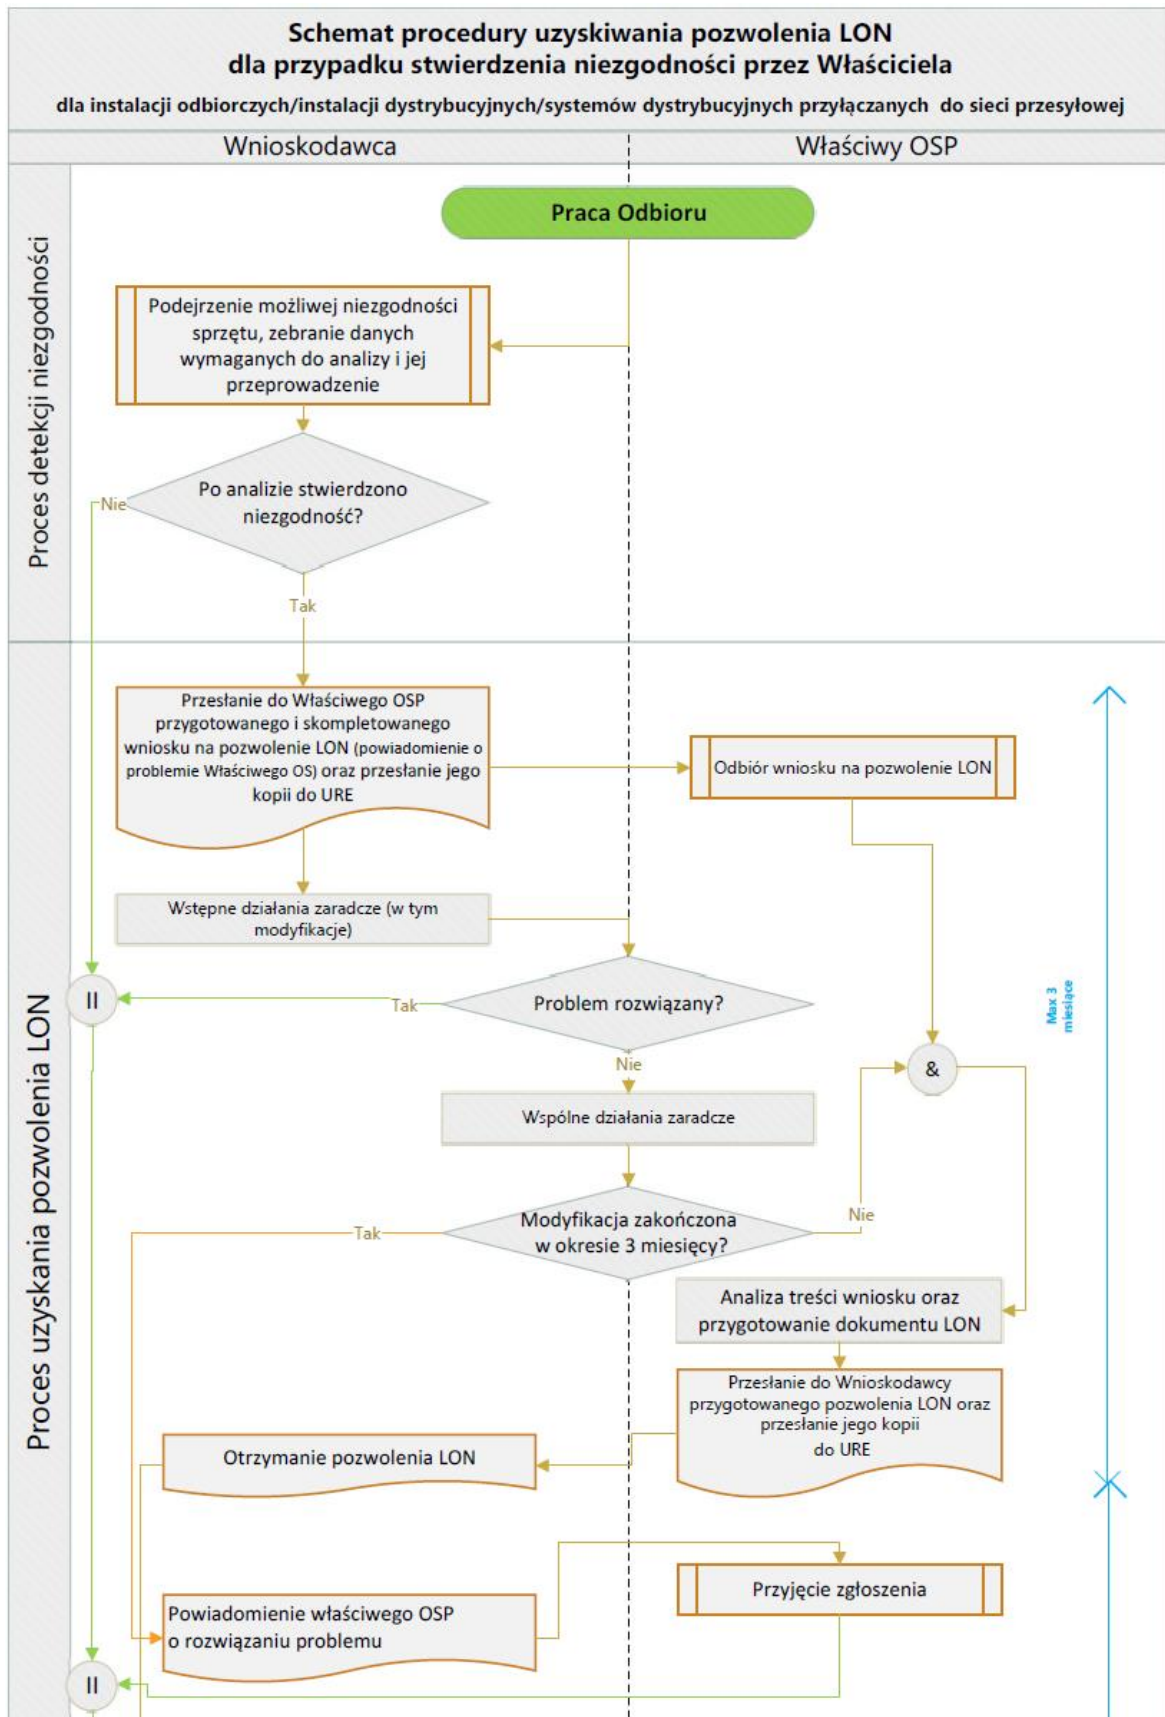 Schemat procedury uzyskiwania pozwolenia LON
dla przypadku stwierdzenia niezgodności przez Właściciela
dla instalacji odbiorczych/instalacji dystrybucyjnych/systemów dystrybucyjnych przyłączanych do sieci przesyłowej
Wnioskodawca
Właściwy OSP
Proces detekcji niezgodności
Praca Odbioru
Podejrzenie możliwej niezgodności
sprzętu, zebranie danych
wymaganych do analizy i jej
przeprowadzenie
Po analizie stwierdzono
niezgodność?
Nie
Tak
Proces uzyskania pozwolenia LON
Przesłanie do Właściwego OSP
przygotowanego i skompletowanego
wniosku na pozwolenie LON (powiadomienie o
problemie Właściwego OS) oraz przesłanie jego
kopii do URE
Odbiór wniosku na pozwolenie LON
Wstępne działania zaradcze (w tym
modyfikacje)
II
Tak
Problem rozwiązany?
Max 3
miesiące
Nie
&
Wspólne działania zaradcze
Tak
Modyfikacja zakończona
w okresie 3 miesięcy?
Nie
Analiza treści wniosku oraz
przygotowanie dokumentu LON
Przesłanie do Wnioskodawcy
przygotowanego pozwolenia LON oraz
przesłanie jego kopii
do URE
Otrzymanie pozwolenia LON
Przyjęcie zgłoszenia
Powiadomienie właściwego OSP
o rozwiązaniu problemu
II